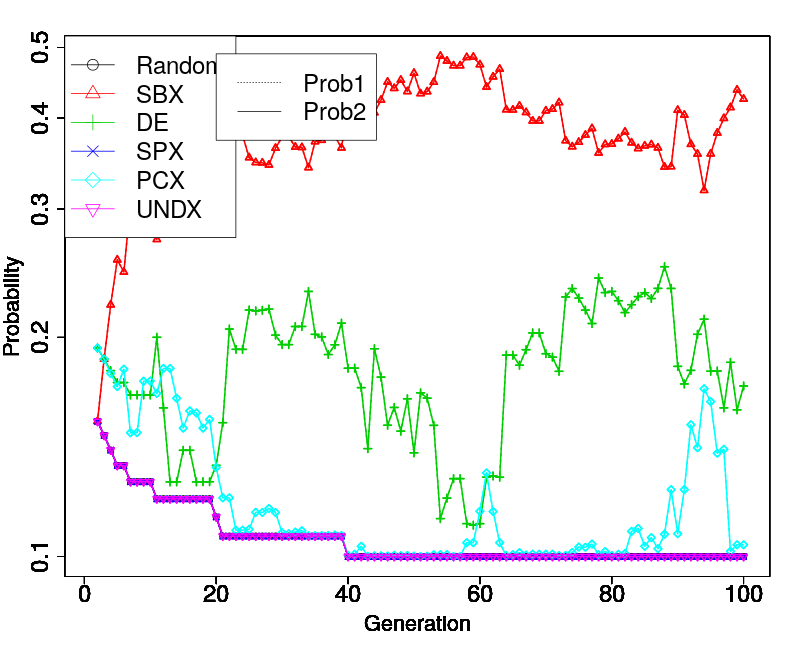 Random
SBX
DE
SPX
PCX
UNDX
Prob1
Prob2
0.5
0.4
0.3
0.2
0.1
Probability
0 20 40 60 80 100
Generation